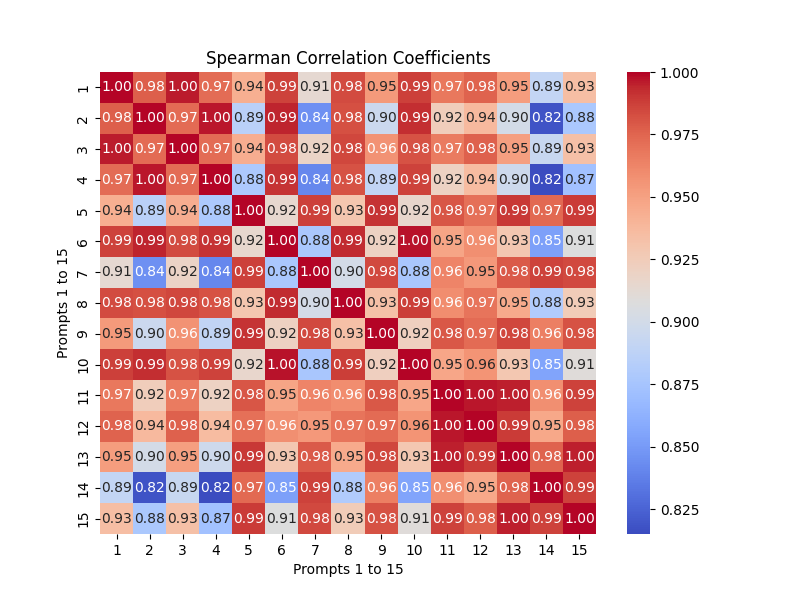 Spearman Correlation Coefficients
1 1.00 0.98 1.00 0.97 0.94 0.99 0.91 0.98 0.95 0.99 0.97 0.98 0.95 0.89 0.93
2 0.98 1.00 0.97 1.00 0.89 0.99 0.84 0.98 0.90 0.99 0.92 0.94 0.90 0.82 0.88
3 1.00 0.97 1.00 0.97 0.94 0.98 0.92 0.98 0.96 0.98 0.97 0.98 0.95 0.89 0.93
4 0.97 1.00 0.97 1.00 0.88 0.99 0.84 0.98 0.89 0.99 0.92 0.94 0.90 0.82 0.87
5 0.94 0.89 0.94 0.88 1.00 0.92 0.99 0.93 0.99 0.92 0.98 0.97 0.99 0.97 0.99
6 0.99 0.99 0.98 0.99 0.92 1.00 0.88 0.99 0.92 1.00 0.95 0.96 0.93 0.85 0.91
7 0.91 0.84 0.92 0.84 0.99 0.88 1.00 0.90 0.98 0.88 0.96 0.95 0.98 0.99 0.98
8 0.98 0.98 0.98 0.98 0.93 0.99 0.90 1.00 0.93 0.99 0.96 0.97 0.95 0.88 0.93
9 0.95 0.90 0.96 0.89 0.99 0.92 0.98 0.93 1.00 0.92 0.98 0.97 0.98 0.96 0.98
10 0.99 0.99 0.98 0.99 0.92 1.00 0.88 0.99 0.92 1.00 0.95 0.96 0.93 0.85 0.91
11 0.97 0.92 0.97 0.92 0.98 0.95 0.96 0.96 0.98 0.95 1.00 1.00 1.00 0.96 0.99
12 0.98 0.94 0.98 0.94 0.97 0.96 0.95 0.97 0.97 0.96 1.00 1.00 0.99 0.95 0.98
13 0.95 0.90 0.95 0.90 0.99 0.93 0.98 0.95 0.98 0.93 1.00 0.99 1.00 0.98 1.00
14 0.89 0.82 0.89 0.82 0.97 0.85 0.99 0.88 0.96 0.85 0.96 0.95 0.98 1.00 0.99
15 0.93 0.88 0.93 0.87 0.99 0.91 0.98 0.93 0.98 0.91 0.99 0.98 1.00 0.99 1.00
1 2 3 4 5 6 7 8 9 10 11 12 13 14 15
Prompts 1 to 15
Prompts 1 to 15
1.000
0.975
0.950
0.925
0.900
0.875
0.850
0.825